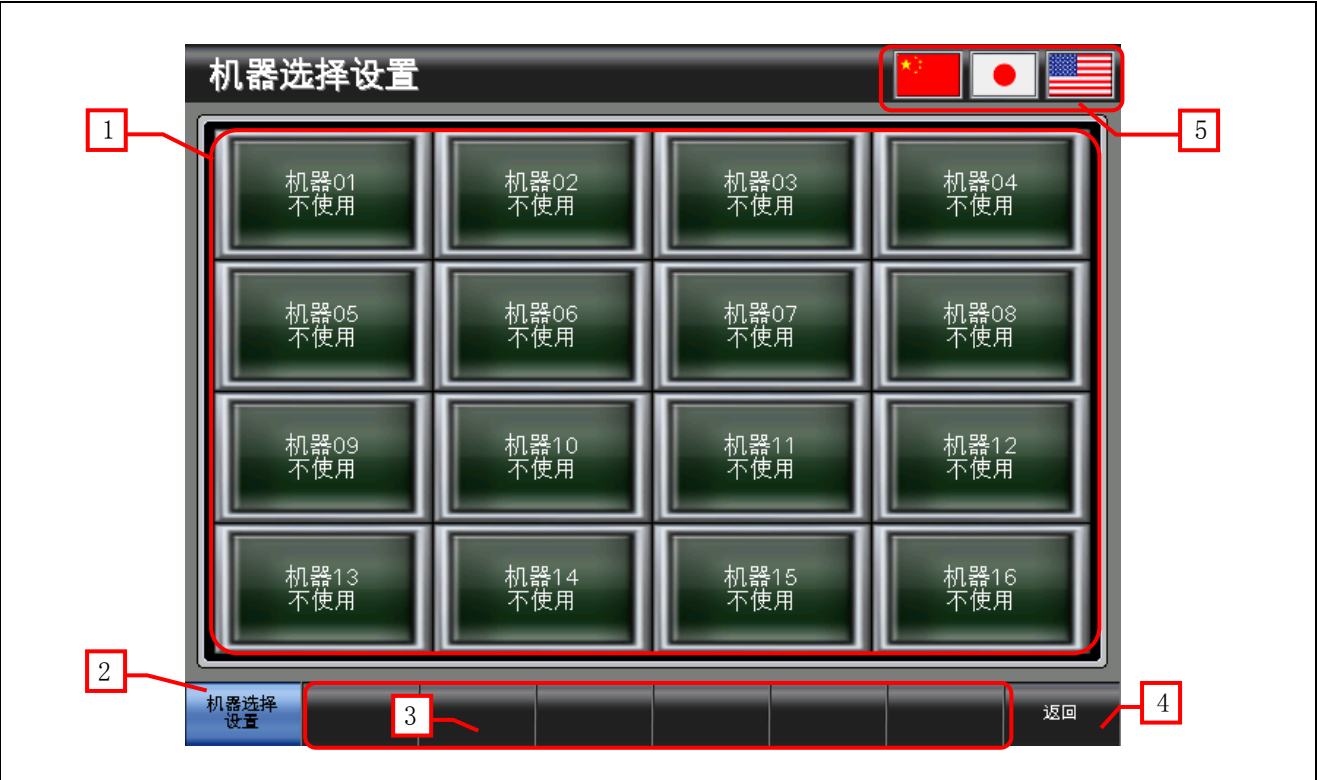 机器选择设置
5
1
机器01
不使用
机器02
不使用
机器03
不使用
机器04
不使用
机器05
不使用
机器06
不使用
机器07
不使用
机器08
不使用
机器09
不使用
机器10
不使用
机器11
不使用
机器12
不使用
机器13
不使用
机器14
不使用
机器15
不使用
机器16
不使用
2
机器选择
设置
3
返回
4